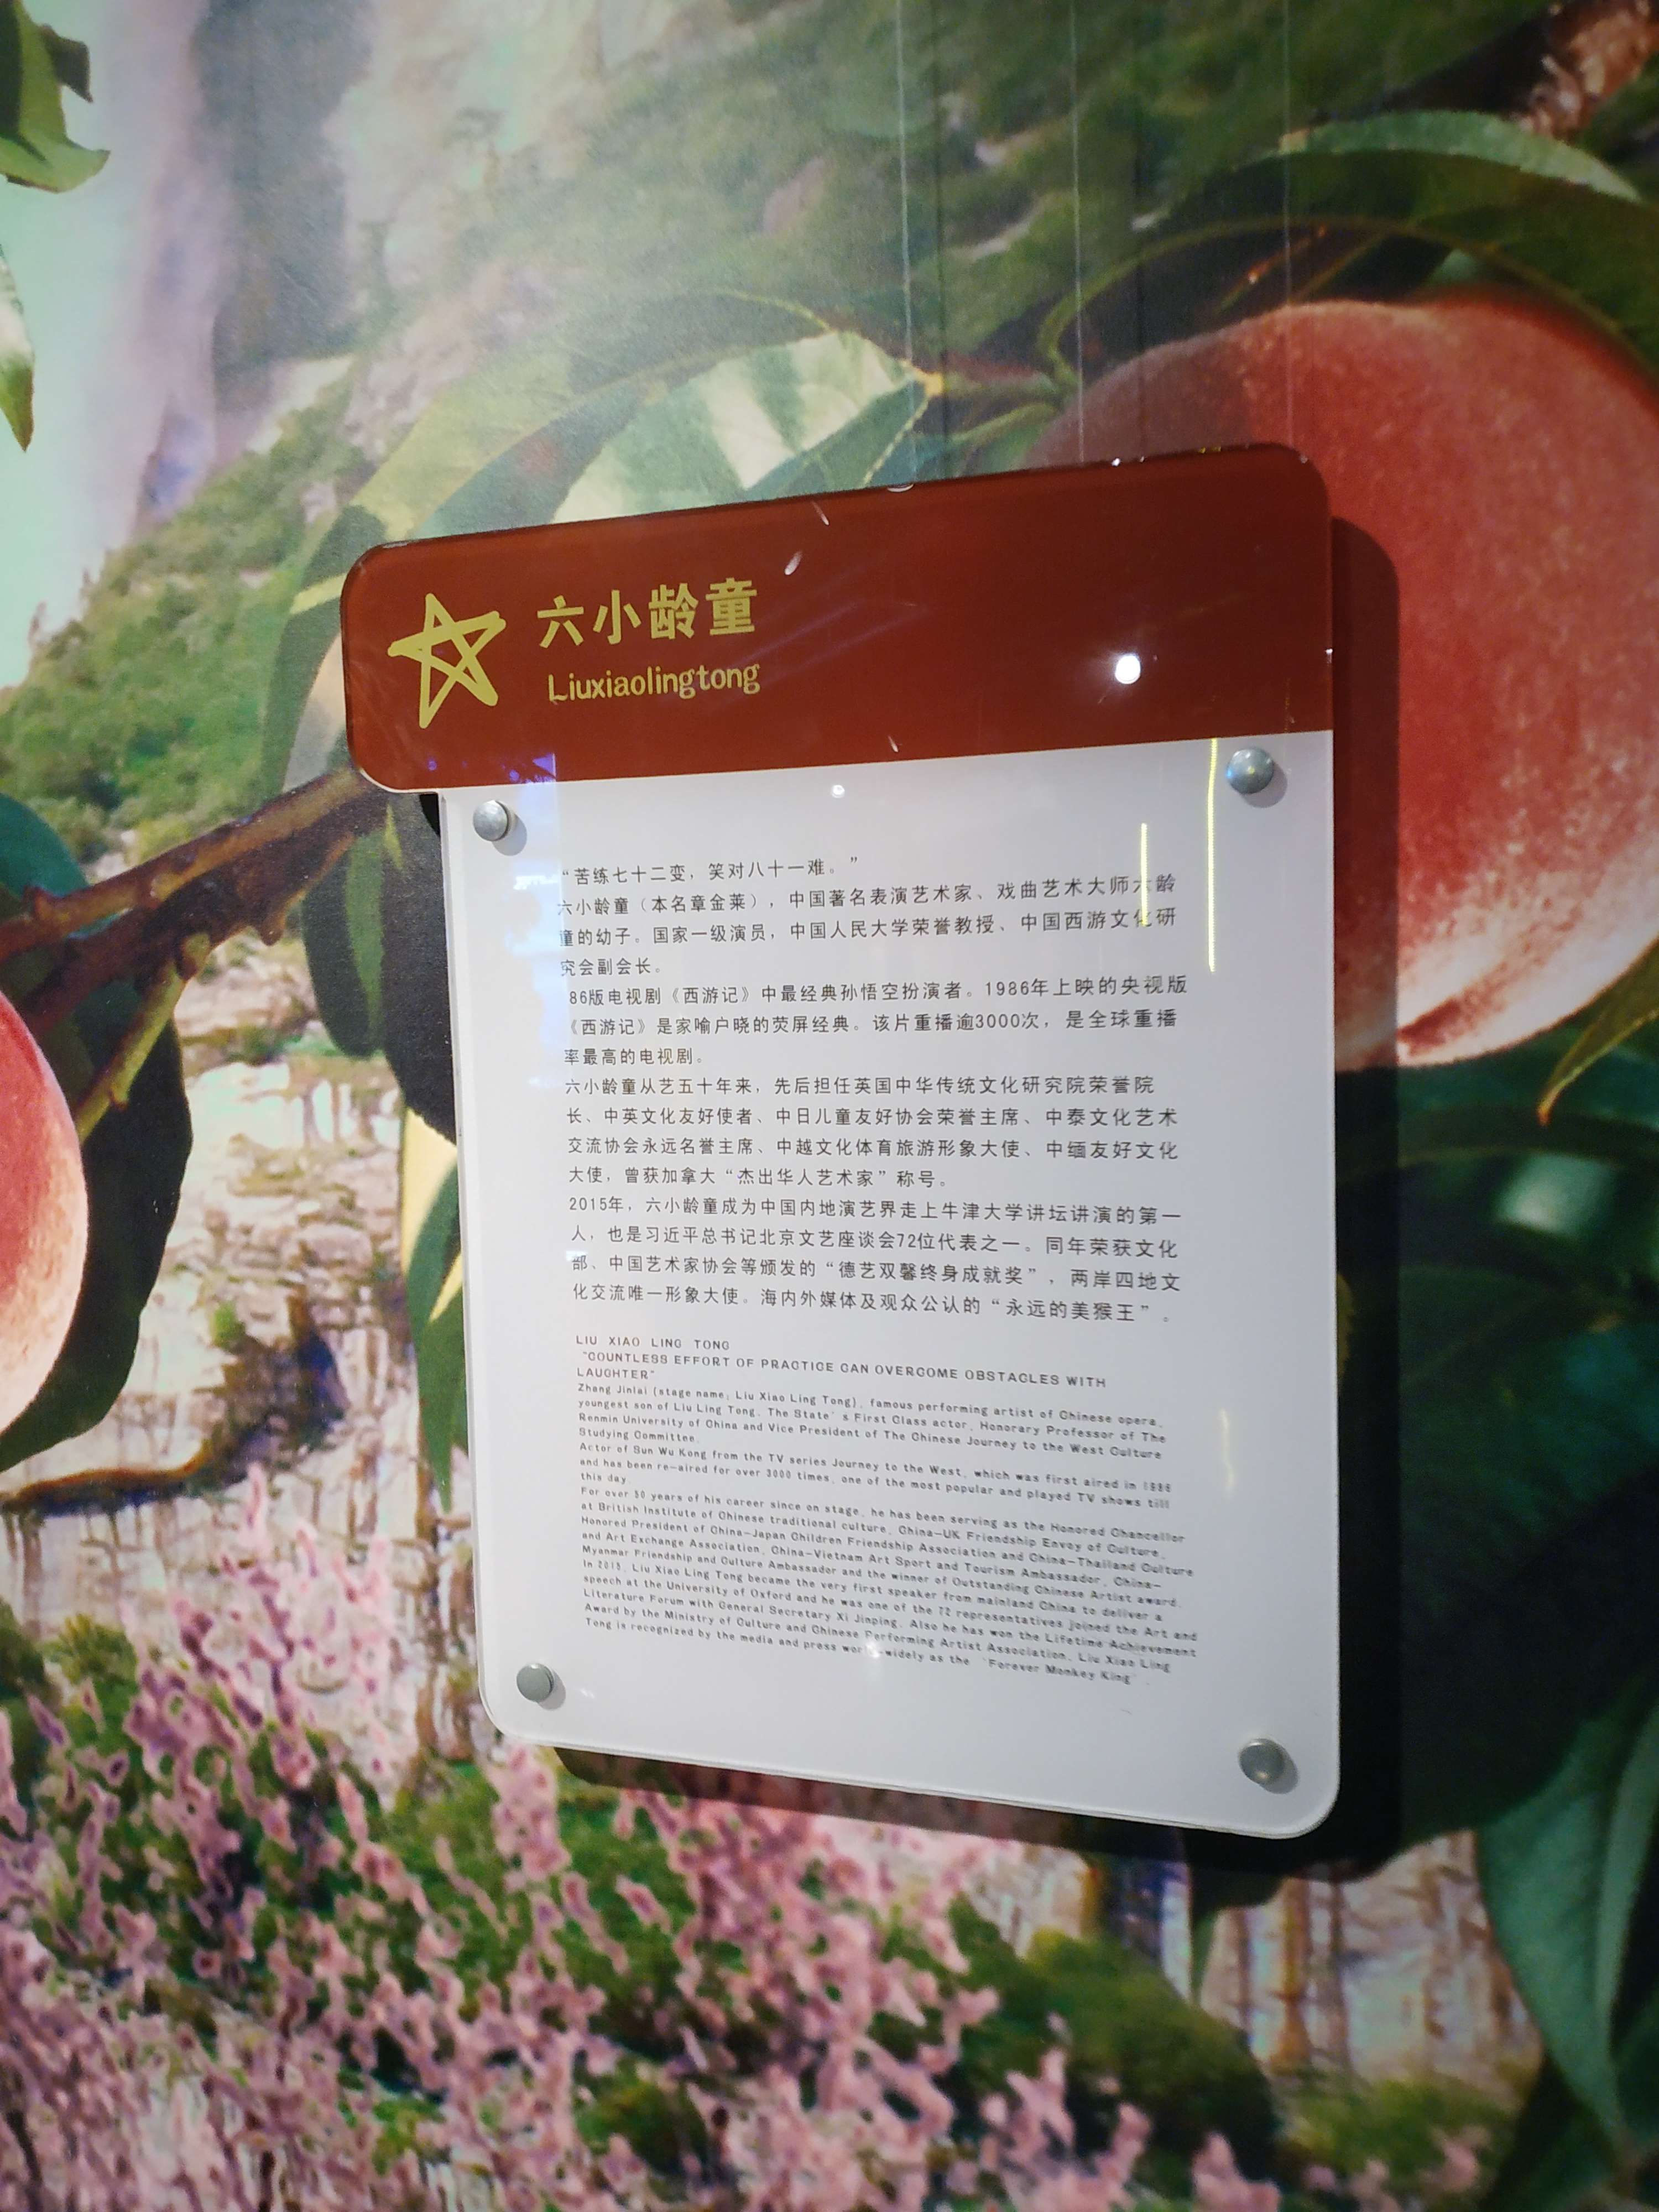 六小龄童
Liuxiaolingtong
“苦练七十二变，笑对八十一难。”
六小龄童（本名章金莱），中国著名表演艺术家、戏曲艺术大师六龄
童的幼子。国家一级演员，中国人民大学荣誉教授、中国西游文化研
究会副会长。
86版电视剧《西游记》中最经典孙悟空扮演者。1986年上映的央视版
《西游记》是家喻户晓的荧屏经典。该片重播逾3000次，是全球重播
率最高的电视剧。
六小龄童从艺五十年来，先后担任英国中华传统文化研究院荣誉院
长、中英文化友好使者、中日儿童友好协会荣誉主席、中泰文化艺术
交流协会永远名誉主席、中越文化体育旅游形象大使、中缅友好文化
大使，曾获加拿大“杰出华人艺术家”称号。
2015年，六小龄童成为中国内地演艺界走上牛津大学讲坛讲演的第一
人，也是习近平总书记北京文艺座谈会72位代表之一。同年荣获文化
部、中国艺术家协会等颁发的“德艺双馨终身成就奖”，两岸四地文
化交流唯一形象大使。海内外媒体及观众公认的“永远的美猴王”。
LIU XIAO LING TONG
"COUNTLESS EFFORT OF PRACTICE CAN OVERCOME OBSTACLES WITH
LAUGHTER"
Zhang Jinlai (stage name: Liu Xiao Ling Tong), famous performing artist of Chinese opera,
youngest son of Liu Ling Tong. The State's First Class actor, Honorary Professor of The
Renmin University of China and Vice President of The Chinese Journey to the West Culture
Studying Committee.
Actor of Sun Wu Kong from the TV series Journey to the West, which was first aired in 1986
and has been re-aired for over 3000 times, one of the most popular and played TV shows till
this day.
For over 50 years of his career since on stage, he has been serving as the Honored Chancellor
at British Institute of Chinese traditional culture, China-UK Friendship Envoy of Culture,
Honored President of China-Japan Children Friendship Association and China-Thailand Culture
and Art Exchange Association, China-Vietnam Art Sport and Tourism Ambassador, China-
Myanmar Friendship and Culture Ambassador and the winner of Outstanding Chinese Artist award.
In 2015, Liu Xiao Ling Tong became the very first speaker from mainland China to deliver a
speech at the University of Oxford and he was one of the 72 representatives joined the Art and
Literature Forum with General Secretary Xi Jinping. Also he has won the Lifetime Achievement
Award by the Ministry of Culture and Chinese Performing Artist Association. Liu Xiao Ling
Tong is recognized by the media and press widely as the "Forever Monkey King".